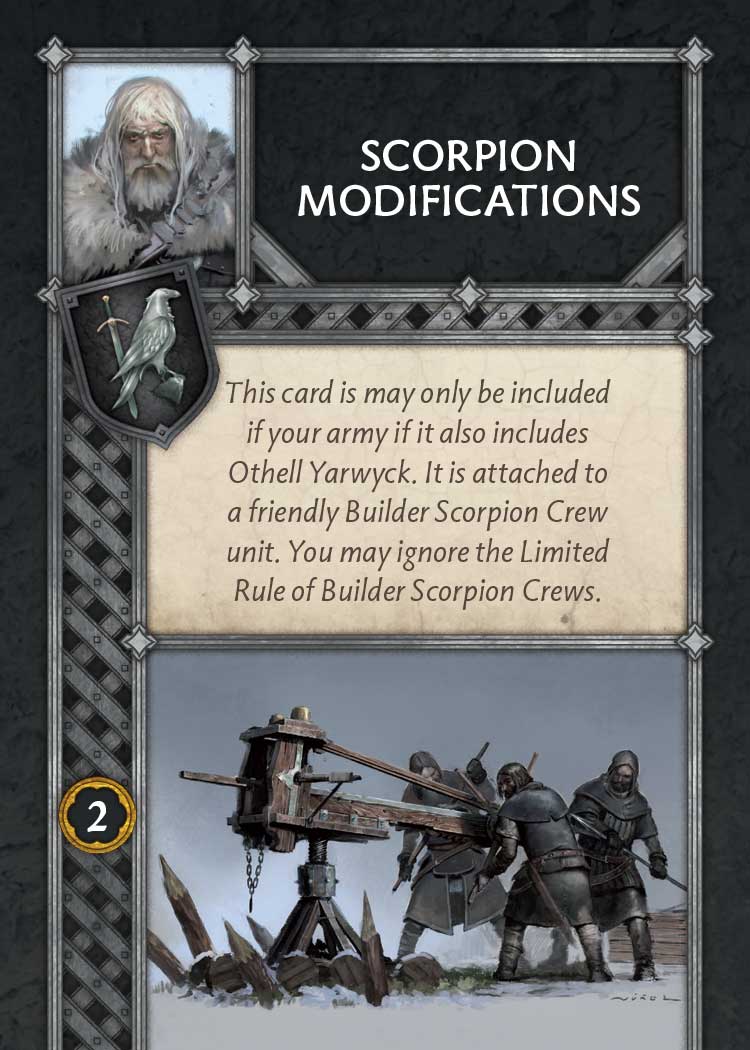 SCORPION
MODIFICATIONS
This card is may only be included
if your army if it also includes
Othell Yarwyck. It is attached to
a friendly Builder Scorpion Crew
unit. You may ignore the Limited
Rule of Builder Scorpion Crews.
2